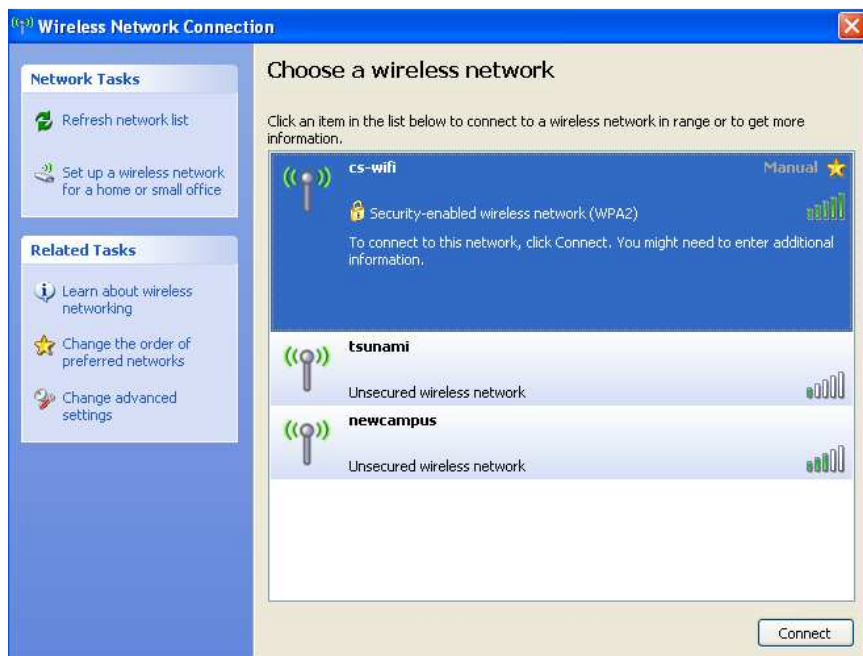 Wireless Network Connection
Network Tasks
Refresh network list
Set up a wireless network
for a home or small office
Related Tasks
Learn about wireless
networking
Change the order of
preferred networks
Change advanced
settings
Choose a wireless network
Click an item in the list below to connect to a wireless network in range or to get more
information.
cs-wifi
Manual
Security-enabled wireless network (WPA2)
To connect to this network, click Connect. You might need to enter additional
information.
tsunami
Unsecured wireless network
newcampus
Unsecured wireless network
Connect